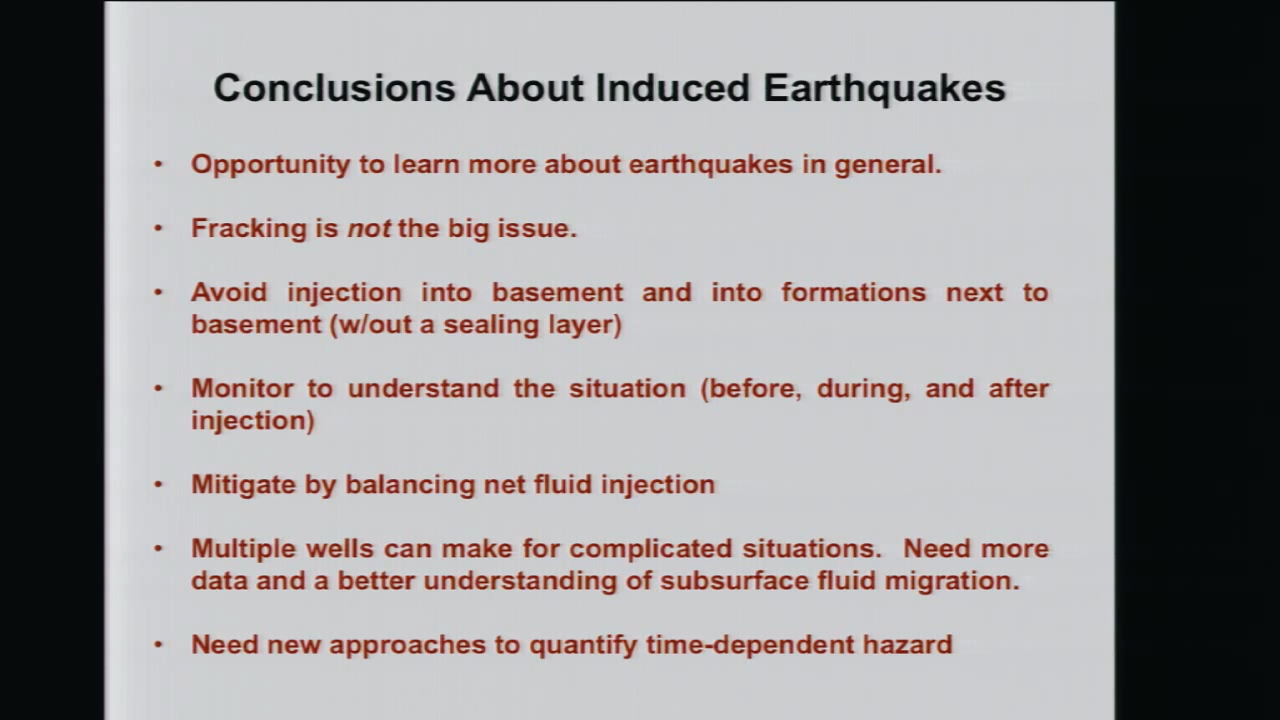 Conclusions About Induced Earthquakes
• Opportunity to learn more about earthquakes in general.
• Fracking is not the big issue.
• Avoid injection into basement and into formations next to
basement (w/out a sealing layer)
• Monitor to understand the situation (before, during, and after
injection)
• Mitigate by balancing net fluid injection
• Multiple wells can make for complicated situations. Need more
data and a better understanding of subsurface fluid migration.
• Need new approaches to quantify time-dependent hazard